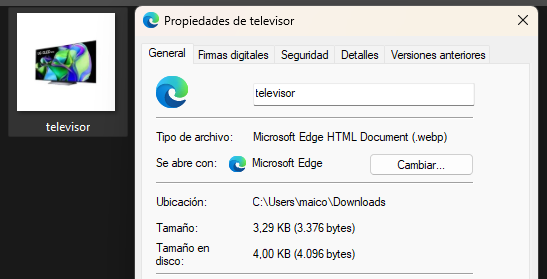 televisor
Propiedades de televisor
General Firmas digitales Seguridad Detalles Versiones anteriores
televisor
Tipo de archivo: Microsoft Edge HTML Document (.webp)
Se abre con: Microsoft Edge Cambiar...
Ubicación: C:\Users\maico\Downloads
Tamaño: 3,29 KB (3.376 bytes)
Tamaño en disco: 4,00 KB (4.096 bytes)